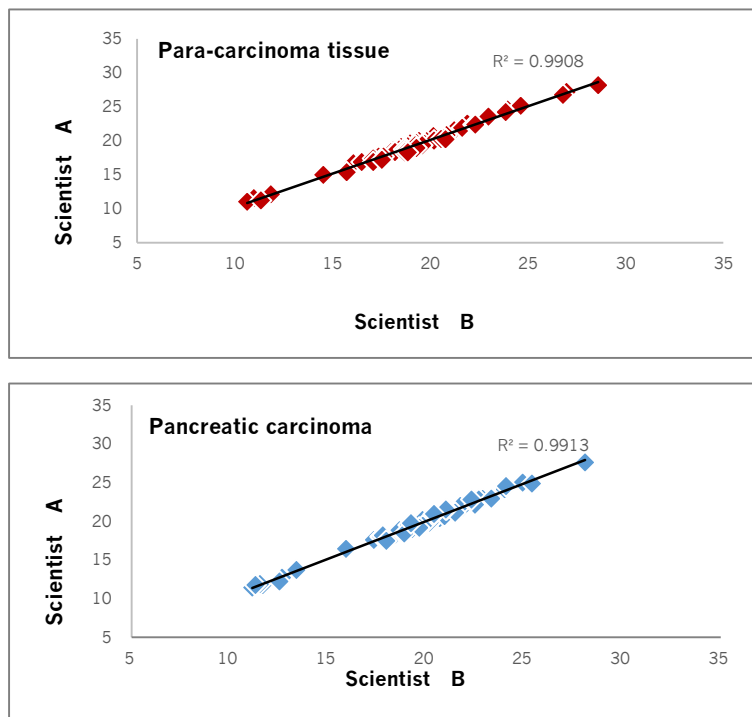 Para-carcinoma tissue
R² = 0.9908
35
30
25
20
15
10
5
Scientist A
5 10 15 20 25 30 35
Scientist B
Pancreatic carcinoma
R² = 0.9913
35
30
25
20
15
10
5
Scientist A
5 10 15 20 25 30 35
Scientist B